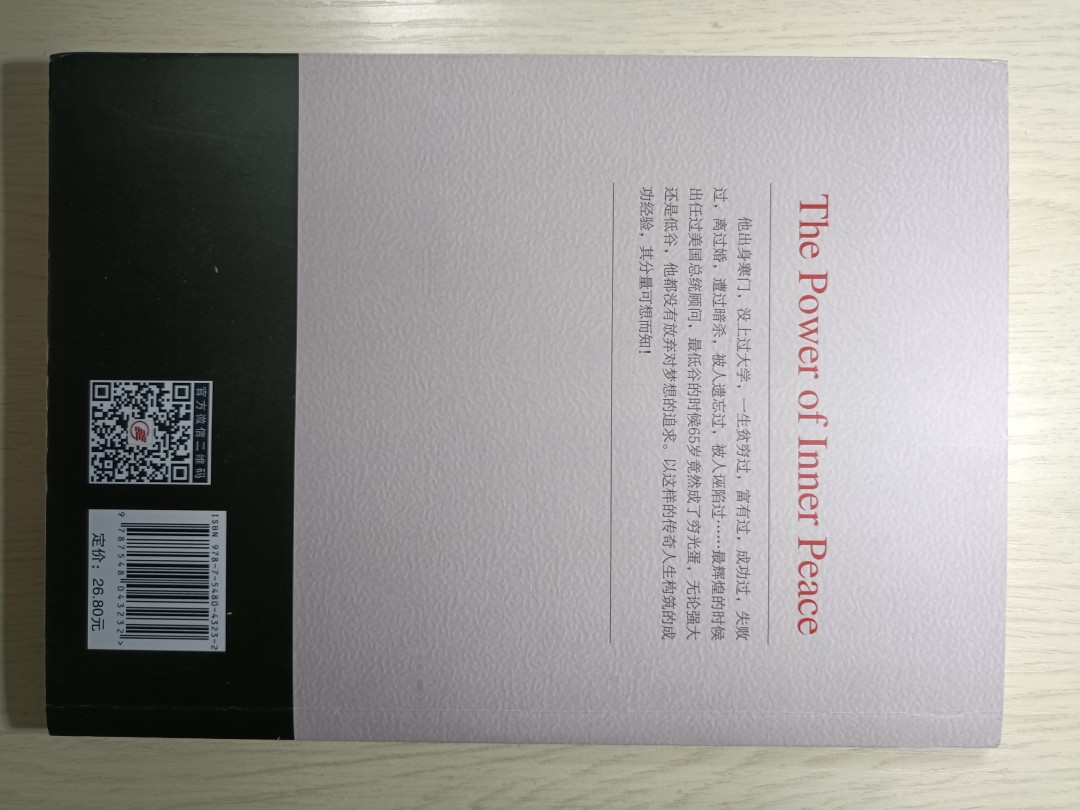 The Power of Inner Peace
他出身寒门，没上过大学，一生贫穷过，富有过，成功过，失败
过，离过婚，遭过暗杀，被人遗忘过，被人诬陷过……最辉煌的时候
出任过美国总统顾问，最低谷的时候65岁竟然成了穷光蛋，无论强大
还是低谷，他都没有放弃对梦想的追求。以这样的传奇人生构筑的成
功经验，其分量可想而知！
官方微信二维码
ISBN 978-7-5480-4323-2
9 787548 043232>
定价：26.80元